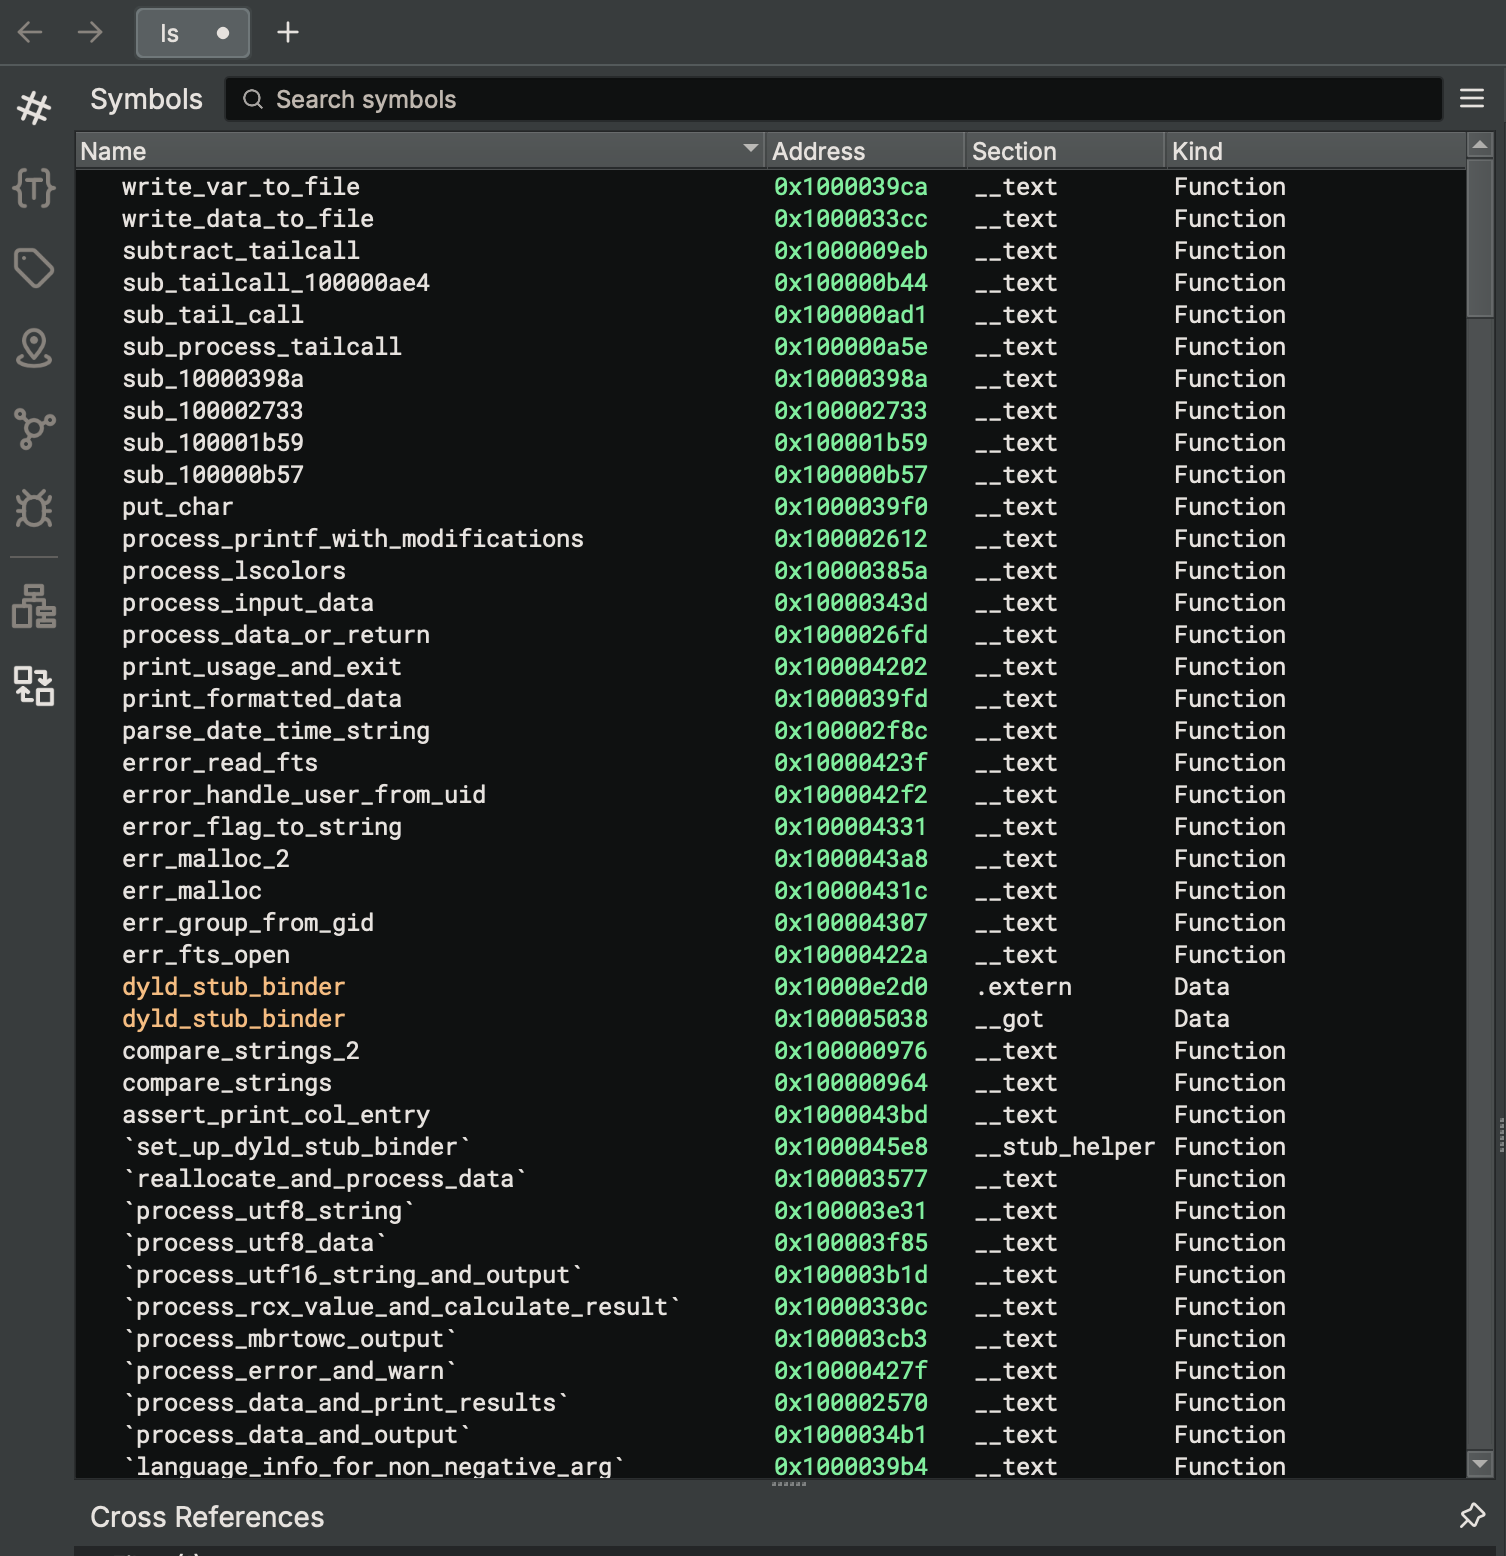 ls
Symbols
Search symbols
Name Address Section Kind
write_var_to_file 0x1000039ca __text Function
write_data_to_file 0x1000033cc __text Function
subtract_tailcall 0x1000009eb __text Function
sub_tailcall_100000ae4 0x100000b44 __text Function
sub_tail_call 0x100000ad1 __text Function
sub_process_tailcall 0x100000a5e __text Function
sub_10000398a 0x10000398a __text Function
sub_100002733 0x100002733 __text Function
sub_100001b59 0x100001b59 __text Function
sub_100000b57 0x100000b57 __text Function
put_char 0x1000039f0 __text Function
process_printf_with_modifications 0x100002612 __text Function
process_lscolors 0x10000385a __text Function
process_input_data 0x10000343d __text Function
process_data_or_return 0x1000026fd __text Function
print_usage_and_exit 0x100004202 __text Function
print_formatted_data 0x1000039fd __text Function
parse_date_time_string 0x100002f8c __text Function
error_read_fts 0x10000423f __text Function
error_handle_user_from_uid 0x1000042f2 __text Function
error_flag_to_string 0x100004331 __text Function
err_malloc_2 0x1000043a8 __text Function
err_malloc 0x10000431c __text Function
err_group_from_gid 0x100004307 __text Function
err_fts_open 0x10000422a __text Function
dyld_stub_binder 0x10000e2d0 .extern Data
dyld_stub_binder 0x100005038 __got Data
compare_strings_2 0x100000976 __text Function
compare_strings 0x100000964 __text Function
assert_print_col_entry 0x1000043bd __text Function
`set_up_dyld_stub_binder` 0x1000045e8 __stub_helper Function
`reallocate_and_process_data` 0x100003577 __text Function
`process_utf8_string` 0x100003e31 __text Function
`process_utf8_data` 0x100003f85 __text Function
`process_utf16_string_and_output` 0x100003b1d __text Function
`process_rcx_value_and_calculate_result` 0x10000330c __text Function
`process_mbrtowc_output` 0x100003cb3 __text Function
`process_error_and_warn` 0x10000427f __text Function
`process_data_and_print_results` 0x100002570 __text Function
`process_data_and_output` 0x1000034b1 __text Function
`language_info_for_non_negative_arg` 0x1000039b4 __text Function
Cross References